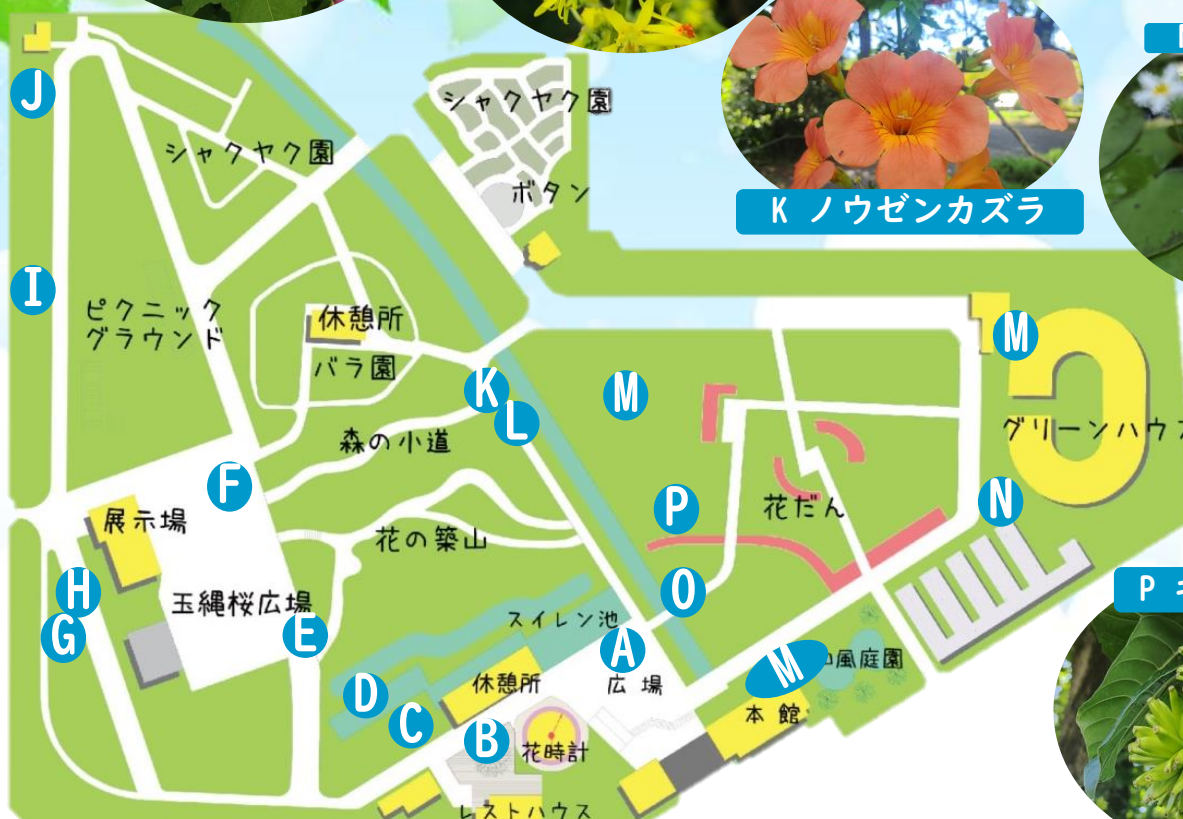 K ノウゼンカズラ
P
J
シャクヤク園
シャクヤク園
ボタン
I
ピクニック
グラウンド
休憩所
バラ園
K
L
M
M
グリーンハウス
森の小道
F
展示場
花の築山
P
花だん
N
H
G
玉縄桜広場
E
スイレン池
O
A
広場
M
風庭園
D
C
休憩所
B
花時計
本館
レストハウス